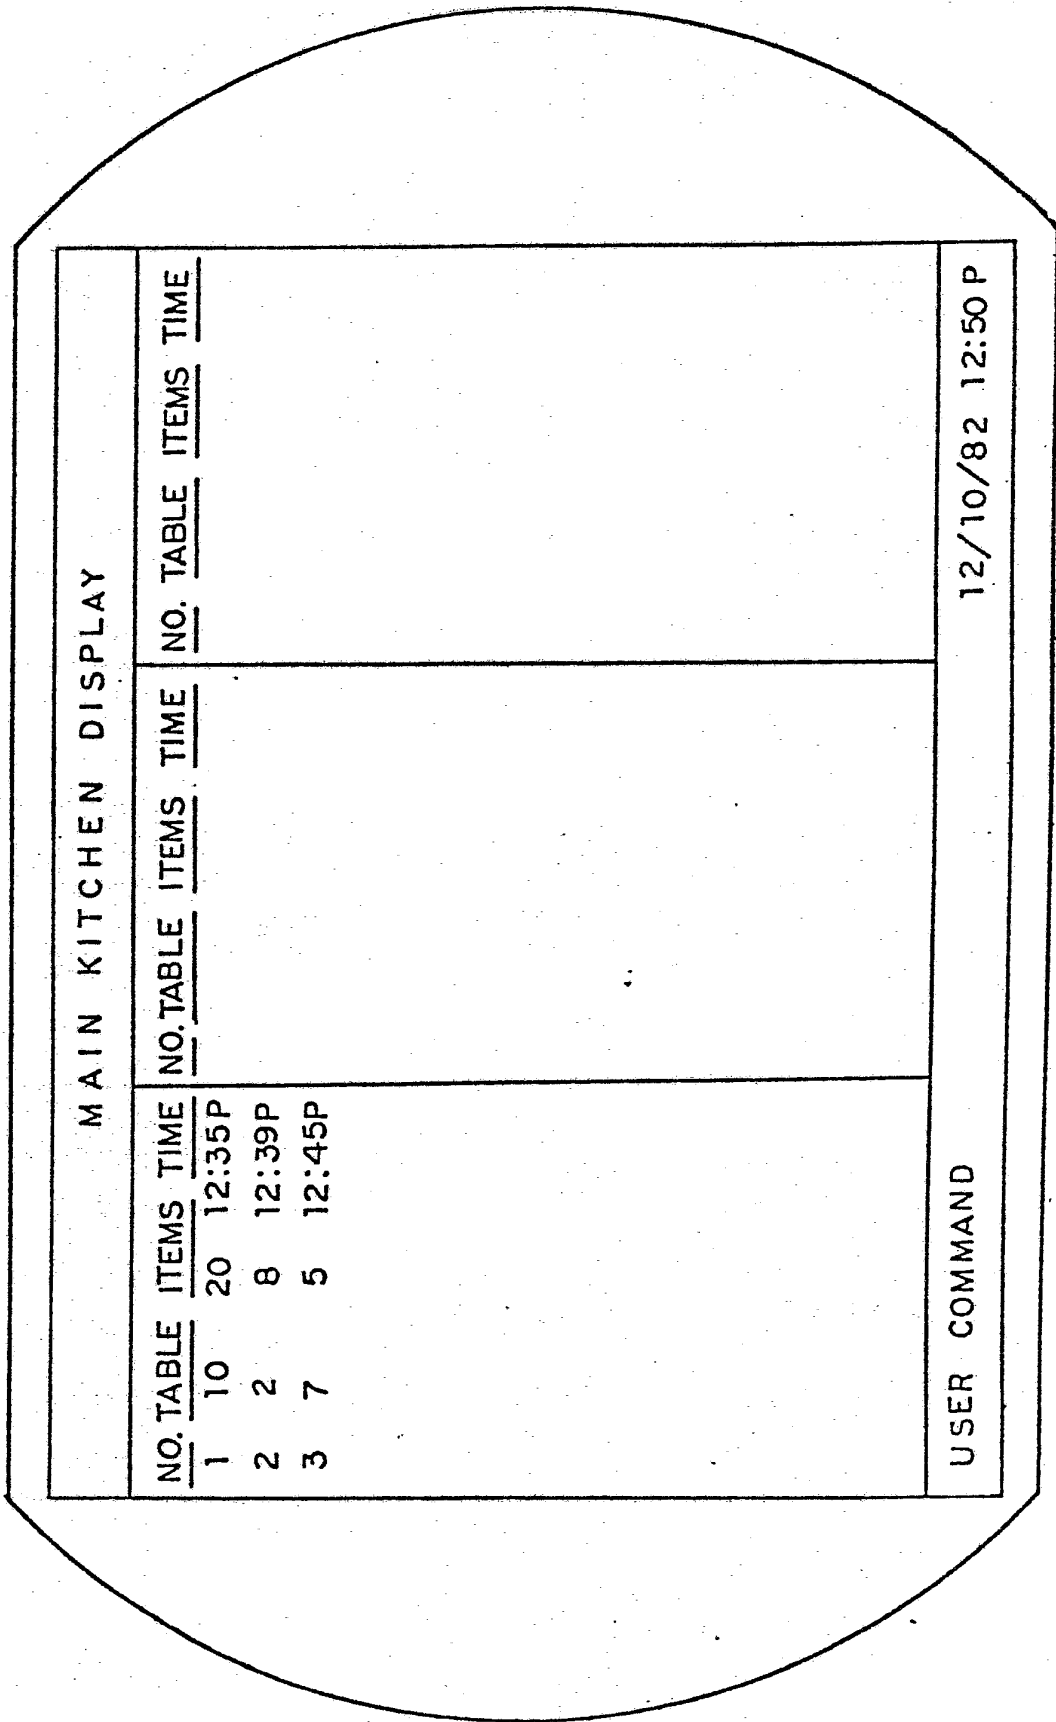 MAIN KITCHEN DISPLAY
NO. TABLE ITEMS TIME NO. TABLE ITEMS TIME NO. TABLE ITEMS TIME
1 10 20 12:35P
2 2 8 12:39P
3 7 5 12:45P
USER COMMAND 12/10/82 12:50 P